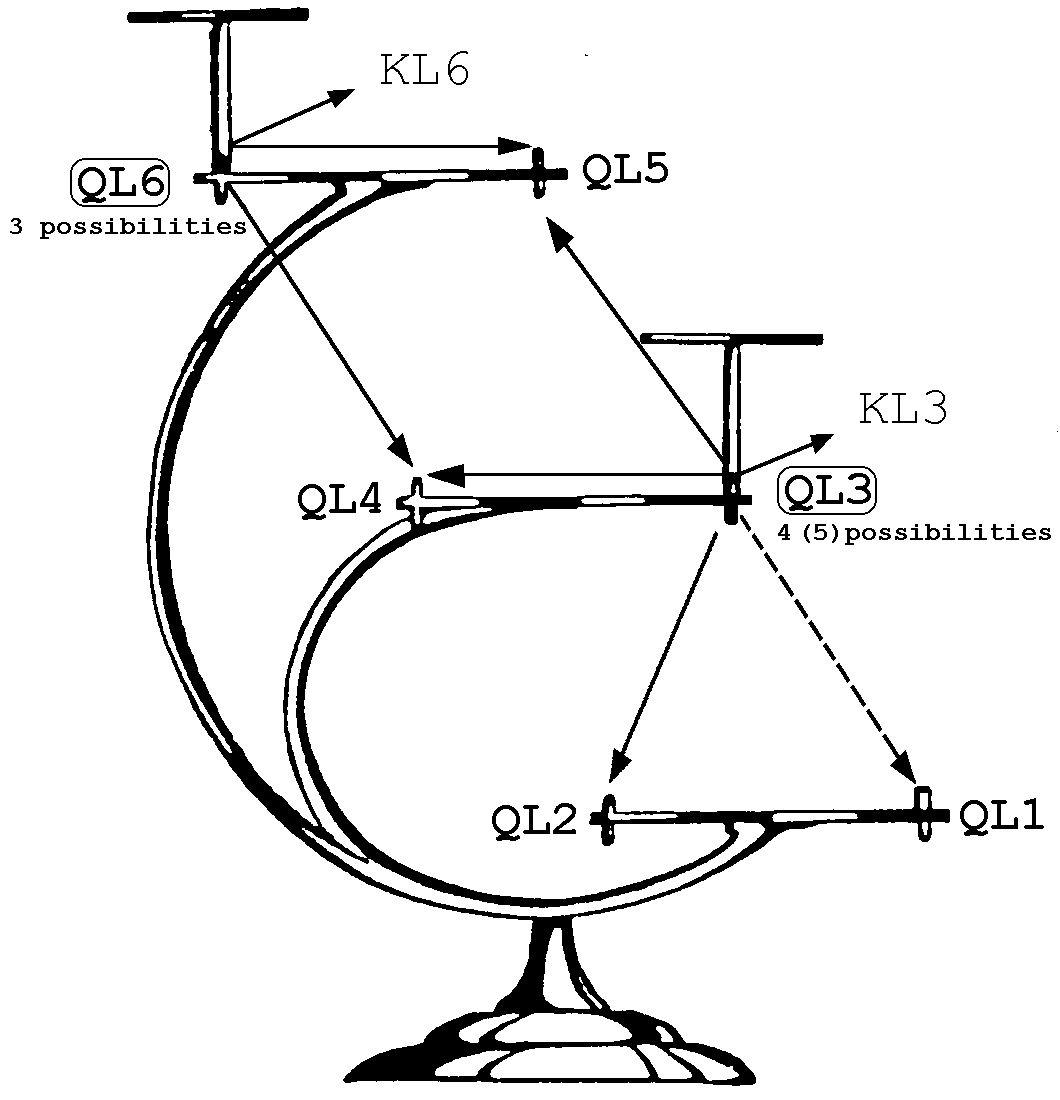 KL6
QL6
QL5
3 possibilities
KL3
QL4
QL3
4 (5)possibilities
QL2
QL1